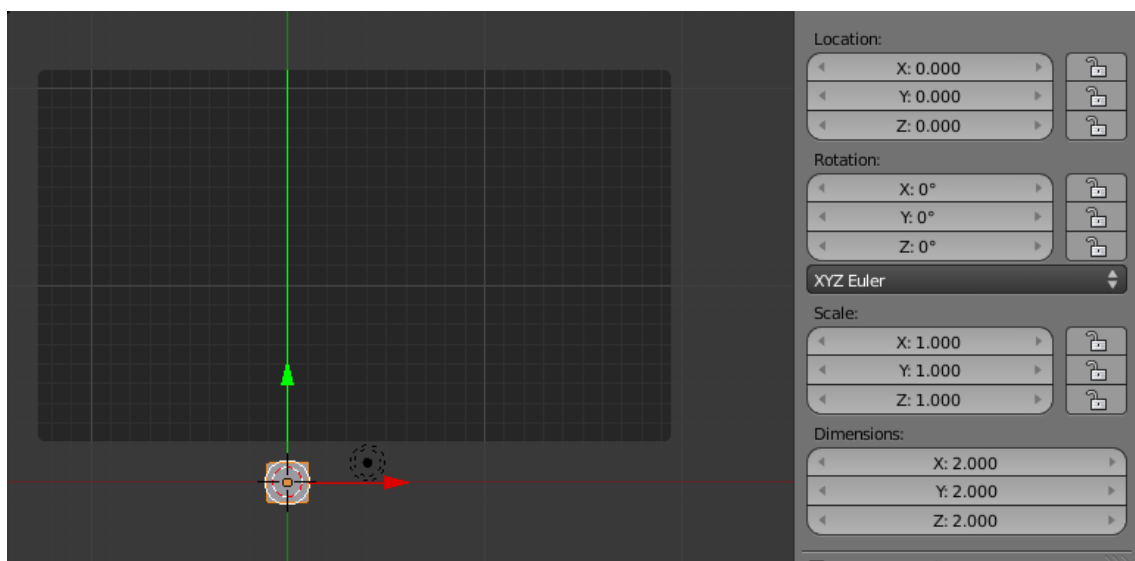 Location:
X: 0.000
Y: 0.000
Z: 0.000
Rotation:
X: 0°
Y: 0°
Z: 0°
XYZ Euler
Scale:
X: 1.000
Y: 1.000
Z: 1.000
Dimensions:
X: 2.000
Y: 2.000
Z: 2.000